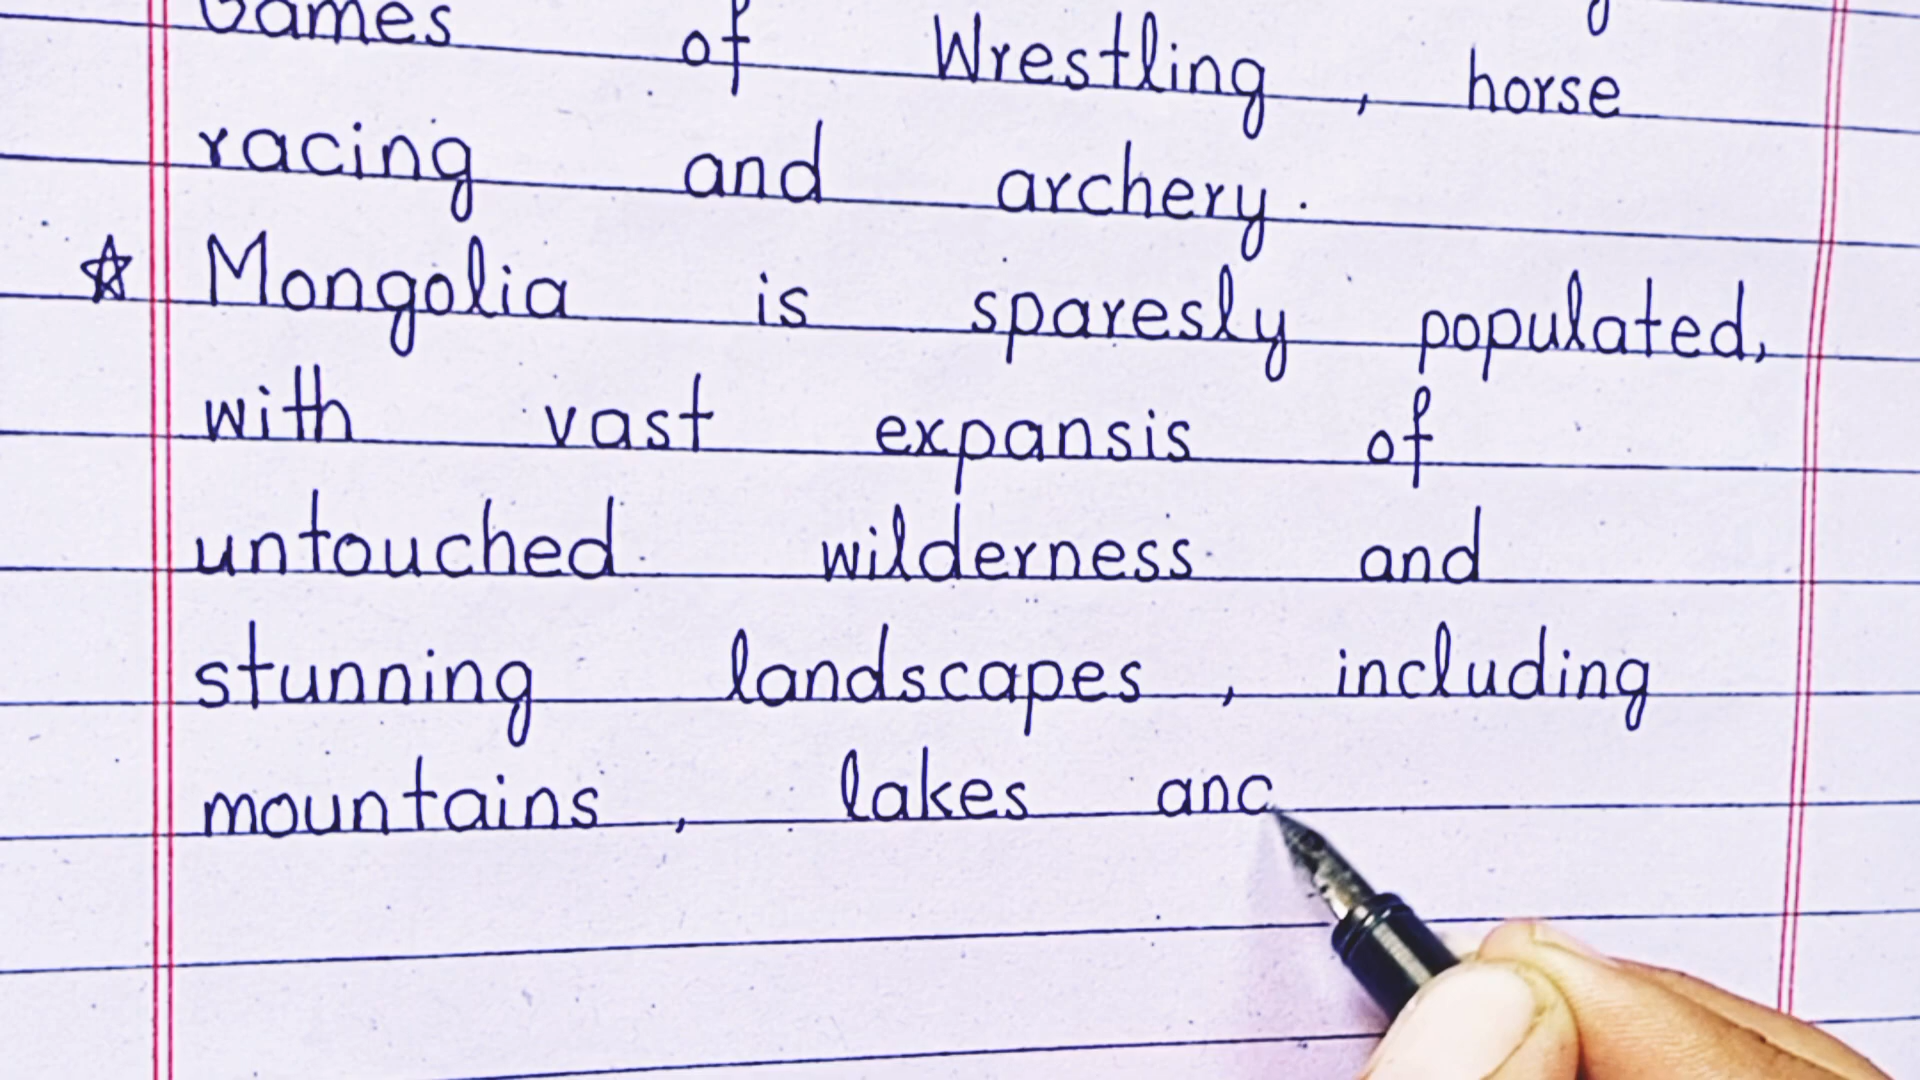 Games of Wrestling, horse
racing and archery.
☆ Mongolia is sparesly populated,
with vast expansis of
untouched wilderness and
stunning landscapes, including
mountains, lakes anc